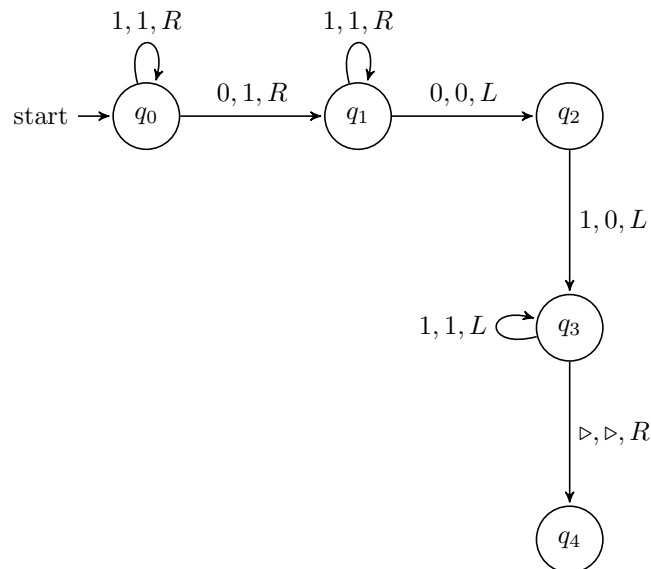 1, 1, R 1, 1, R
0, 1, R 0, 0, L
start q₀ q₁ q₂
1, 0, L
1, 1, L q₃
▷, ▷, R
q₄